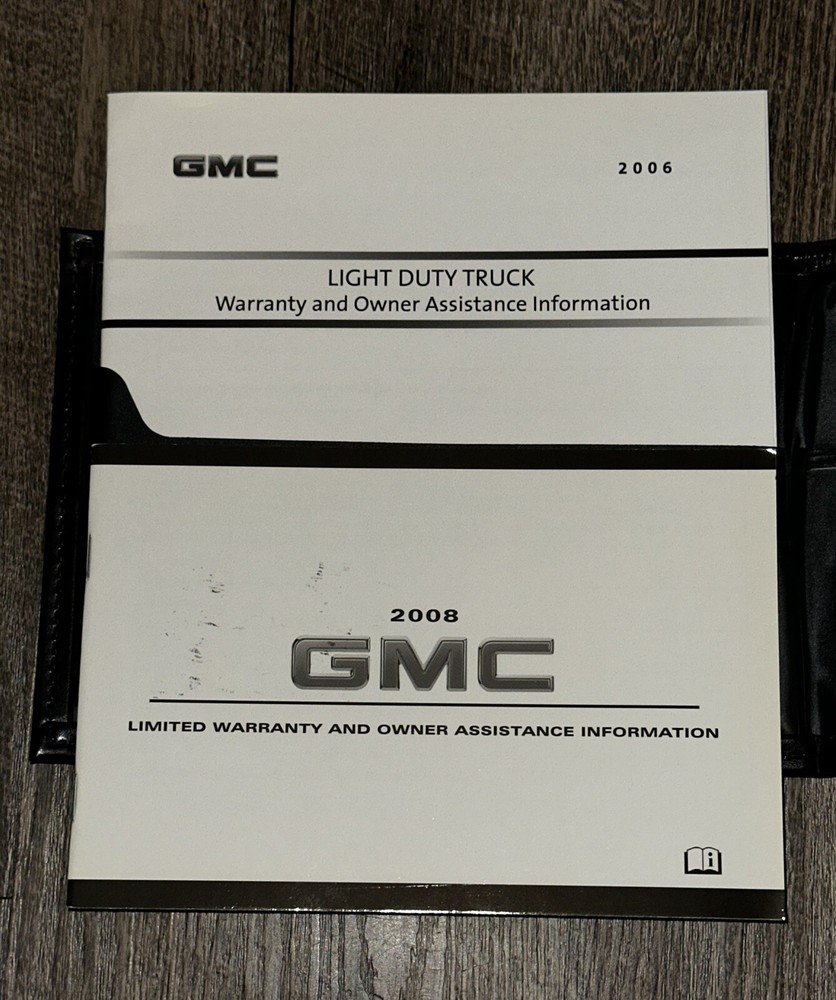 GMC 2006
LIGHT DUTY TRUCK
Warranty and Owner Assistance Information
2008
GMC
LIMITED WARRANTY AND OWNER ASSISTANCE INFORMATION
i